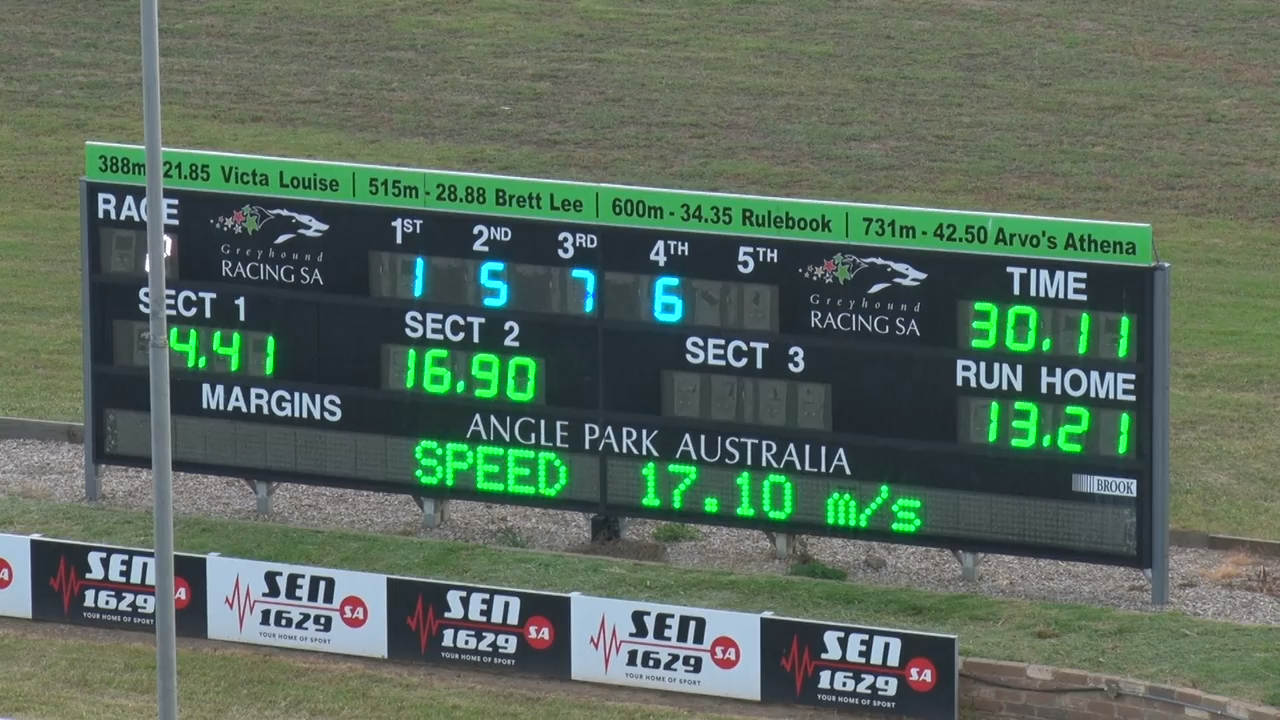 388m 21.85 Victa Louise | 515m - 28.88 Brett Lee | 600m - 34.35 Rulebook | 731m - 42.50 Arvo's Athena
RACE
Greyhound
RACING SA
1ST 2ND 3RD 4TH 5TH
1 5 7 6
Greyhound
RACING SA
TIME
30.11
SECT 1
4.41
SECT 2
16.90
SECT 3
RUN HOME
13.21
MARGINS
ANGLE PARK AUSTRALIA
SPEED 17.10 m/s
BROOK
A
SEN
1629
A
YOUR HOME OF SPORT
SEN
1629
SA
YOUR HOME OF SPORT
SEN
1629
SA
YOUR HOME OF SPORT
SEN
1629
SA
YOUR HOME OF SPORT
SEN
1629
SA
YOUR HOME OF SPORT